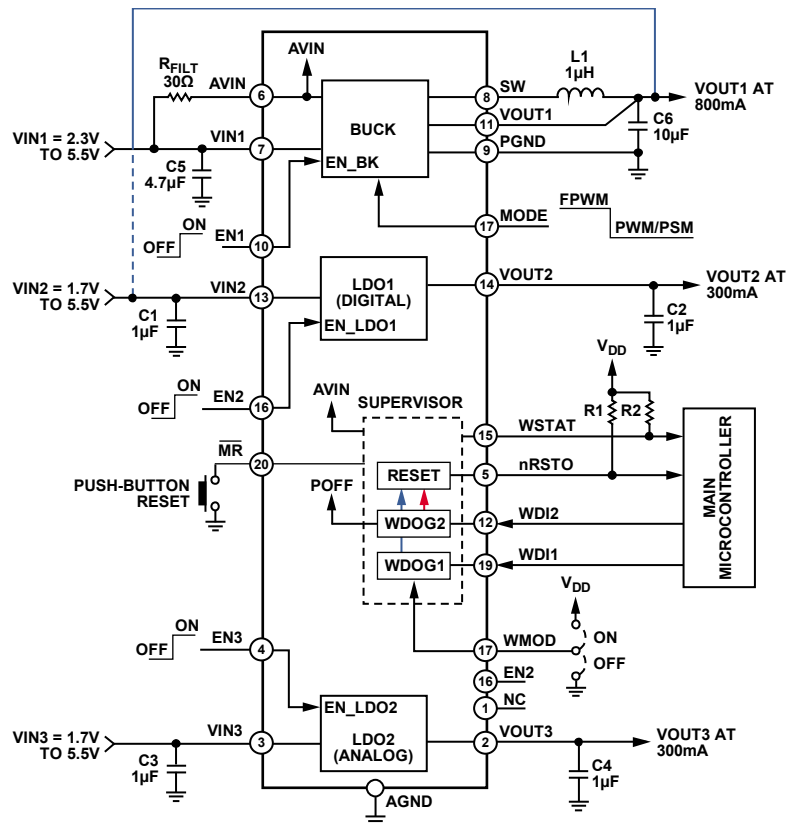 AVIN
RFILT
30Ω
AVIN
6
BUCK
8
SW
L1
1µH
VOUT1 AT
800mA
11
VOUT1
C6
10µF
VIN1 = 2.3V
TO 5.5V
VIN1
7
9
PGND
C5
4.7µF
EN_BK
ON
OFF
EN1
10
17
MODE
FPWM
PWM/PSM
VIN2 = 1.7V
TO 5.5V
VIN2
13
LDO1
(DIGITAL)
EN_LDO1
14
VOUT2
VOUT2 AT
300mA
C1
1µF
C2
1µF
VDD
ON
OFF
EN2
16
AVIN
SUPERVISOR
R1
R2
15
WSTAT
MR
20
RESET
5
nRSTO
PUSH-BUTTON
RESET
POFF
WDOG2
12
WDI2
WDOG1
19
WDI1
MAIN
MICROCONTROLLER
VDD
ON
OFF
EN3
4
17
WMOD
ON
OFF
16
EN2
1
NC
EN_LDO2
VIN3 = 1.7V
TO 5.5V
VIN3
3
LDO2
(ANALOG)
2
VOUT3
VOUT3 AT
300mA
C3
1µF
C4
1µF
AGND